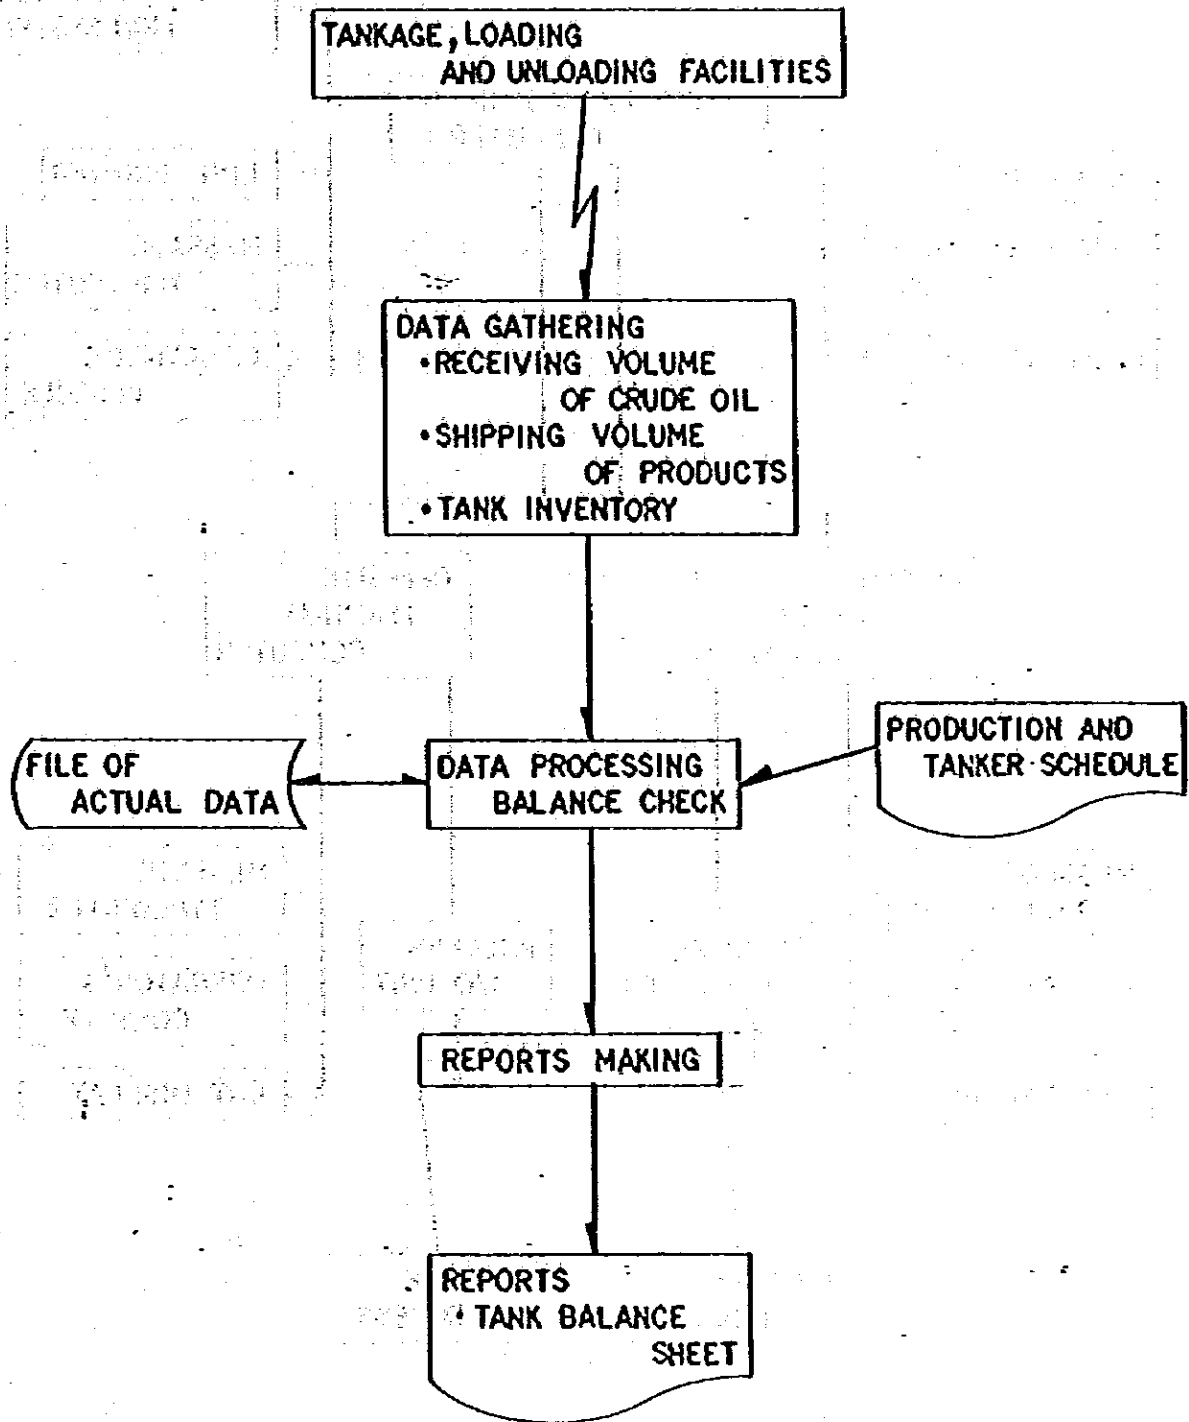 TANKAGE, LOADING
AND UNLOADING FACILITIES
DATA GATHERING
•RECEIVING VOLUME
OF CRUDE OIL
•SHIPPING VOLUME
OF PRODUCTS
•TANK INVENTORY
PRODUCTION AND
TANKER SCHEDULE
FILE OF
ACTUAL DATA
DATA PROCESSING
BALANCE CHECK
REPORTS MAKING
REPORTS
• TANK BALANCE
SHEET